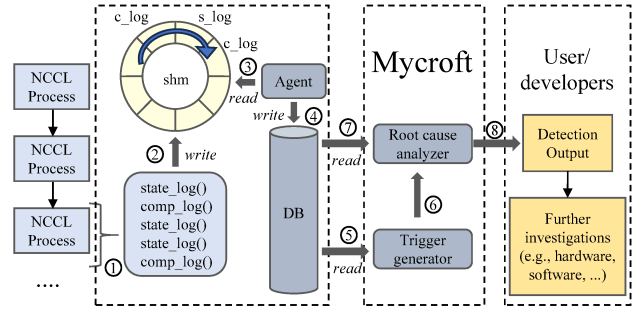 NCCL
Process
NCCL
Process
NCCL
Process
....
c_log
s_log
c_log
shm
③
read
Agent
write
④
②
write
state_log()
comp_log()
state_log()
state_log()
comp_log()
①
DB
Mycroft
⑦
read
Root cause
analyzer
⑥
⑤
read
Trigger
generator
⑧
User/
developers
Detection
Output
Further
investigations
(e.g., hardware,
software, ...)